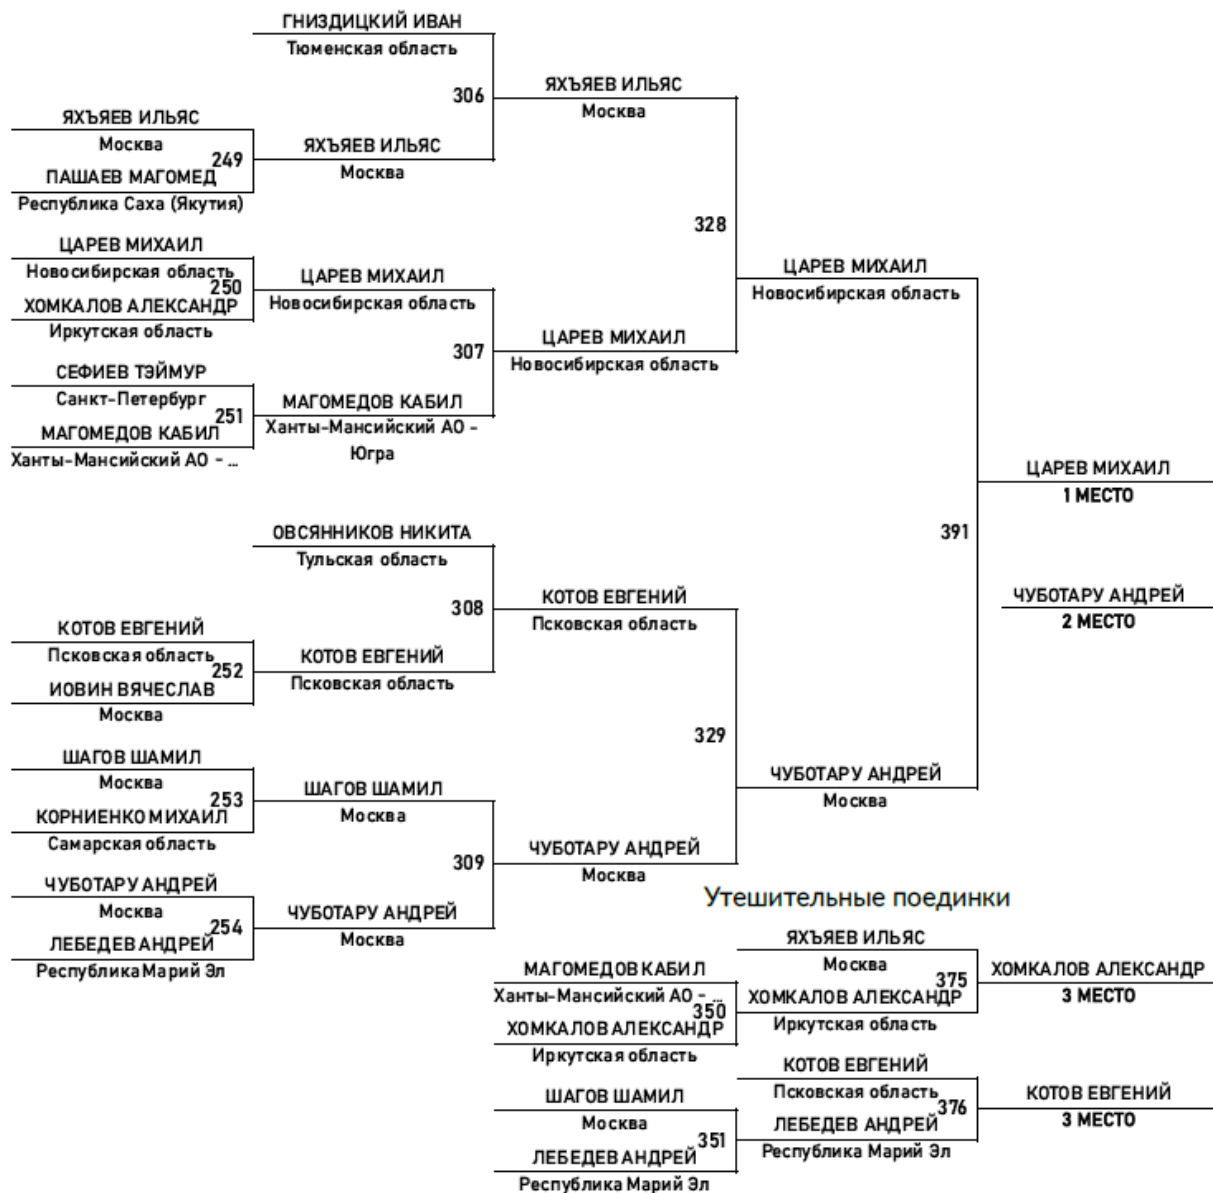 ГНИЗДИЦКИЙ ИВАН
Тюменская область
306
ЯХЪЯЕВ ИЛЬЯС
Москва
ЯХЪЯЕВ ИЛЬЯС
Москва
249
ПАШАЕВ МАГОМЕД
Республика Саха (Якутия)
ЯХЪЯЕВ ИЛЬЯС
Москва
328
ЦАРЕВ МИХАИЛ
Новосибирская область
250
ХОМКАЛОВ АЛЕКСАНДР
Иркутская область
ЦАРЕВ МИХАИЛ
Новосибирская область
ЦАРЕВ МИХАИЛ
Новосибирская область
307
ЦАРЕВ МИХАИЛ
Новосибирская область
СЕФИЕВ ТЭЙМУР
Санкт-Петербург
251
МАГОМЕДОВ КАБИЛ
Ханты-Мансийский АО - ...
МАГОМЕДОВ КАБИЛ
Ханты-Мансийский АО -
Югра
ЦАРЕВ МИХАИЛ
1 МЕСТО
391
ОВСЯННИКОВ НИКИТА
Тульская область
308
КОТОВ ЕВГЕНИЙ
Псковская область
ЧУБОТАРУ АНДРЕЙ
2 МЕСТО
КОТОВ ЕВГЕНИЙ
Псковская область
252
ИОВИН ВЯЧЕСЛАВ
Москва
КОТОВ ЕВГЕНИЙ
Псковская область
329
ШАГОВ ШАМИЛ
Москва
253
КОРНИЕНКО МИХАИЛ
Самарская область
ШАГОВ ШАМИЛ
Москва
ЧУБОТАРУ АНДРЕЙ
Москва
309
ЧУБОТАРУ АНДРЕЙ
Москва
ЧУБОТАРУ АНДРЕЙ
Москва
254
ЛЕБЕДЕВ АНДРЕЙ
Республика Марий Эл
ЧУБОТАРУ АНДРЕЙ
Москва
Утешительные поединки
ЯХЪЯЕВ ИЛЬЯС
Москва
375
МАГОМЕДОВ КАБИЛ
Ханты-Мансийский АО - ...
350
ХОМКАЛОВ АЛЕКСАНДР
Иркутская область
ХОМКАЛОВ АЛЕКСАНДР
Иркутская область
ХОМКАЛОВ АЛЕКСАНДР
3 МЕСТО
КОТОВ ЕВГЕНИЙ
Псковская область
376
ШАГОВ ШАМИЛ
Москва
351
ЛЕБЕДЕВ АНДРЕЙ
Республика Марий Эл
ЛЕБЕДЕВ АНДРЕЙ
Республика Марий Эл
КОТОВ ЕВГЕНИЙ
3 МЕСТО